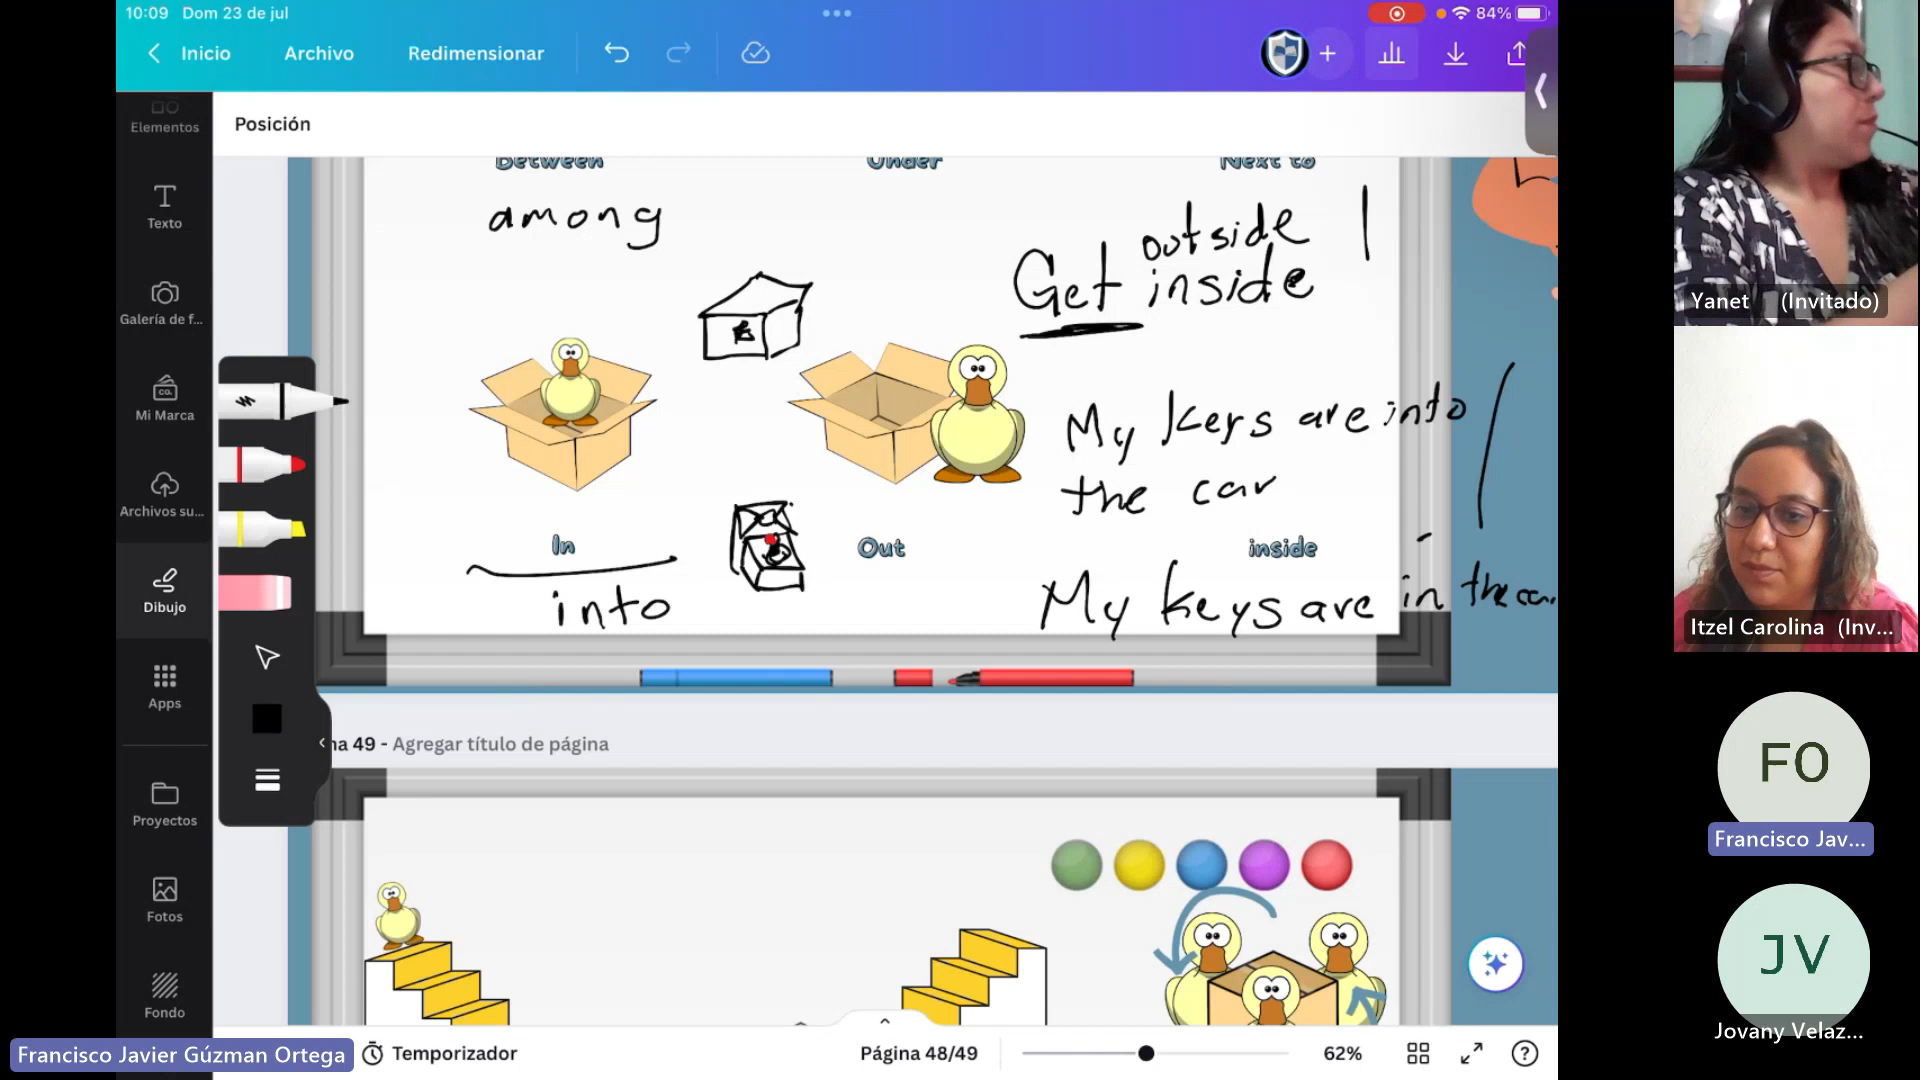 10:09 Dom 23 de jul
84%
Inicio
Archivo
Redimensionar
Elementos
Posición
Texto
Galería de f...
Mi Marca
Archivos su...
Dibujo
Apps
Proyectos
Fotos
Fondo
Between
Under
Next to
among
outside
Get inside
My keys are into
the car
In
Out
inside
into
My keys are in the car
na 49 - Agregar título de página
Francisco Javier Gúzman Ortega
Temporizador
Página 48/49
62%
Yanet (Invitado)
Itzel Carolina (Inv...
FO
Francisco Jav...
JV
Jovany Velaz...